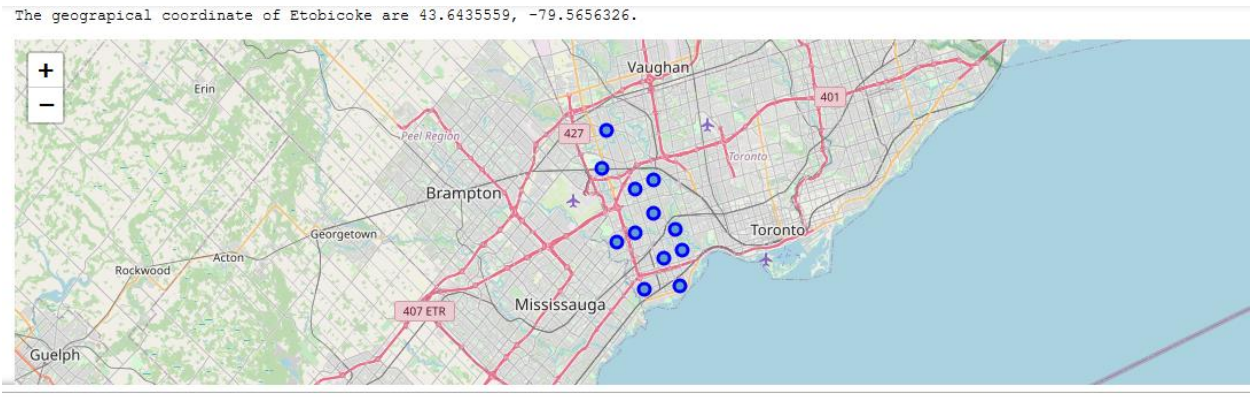 The geograpical coordinate of Etobicoke are 43.6435559, -79.5656326.
+
−
Vaughan
Erin
401
427
Peel Region
Toronto
Brampton
Georgetown
Toronto
Acton
Rockwood
Mississauga
407 ETR
Guelph